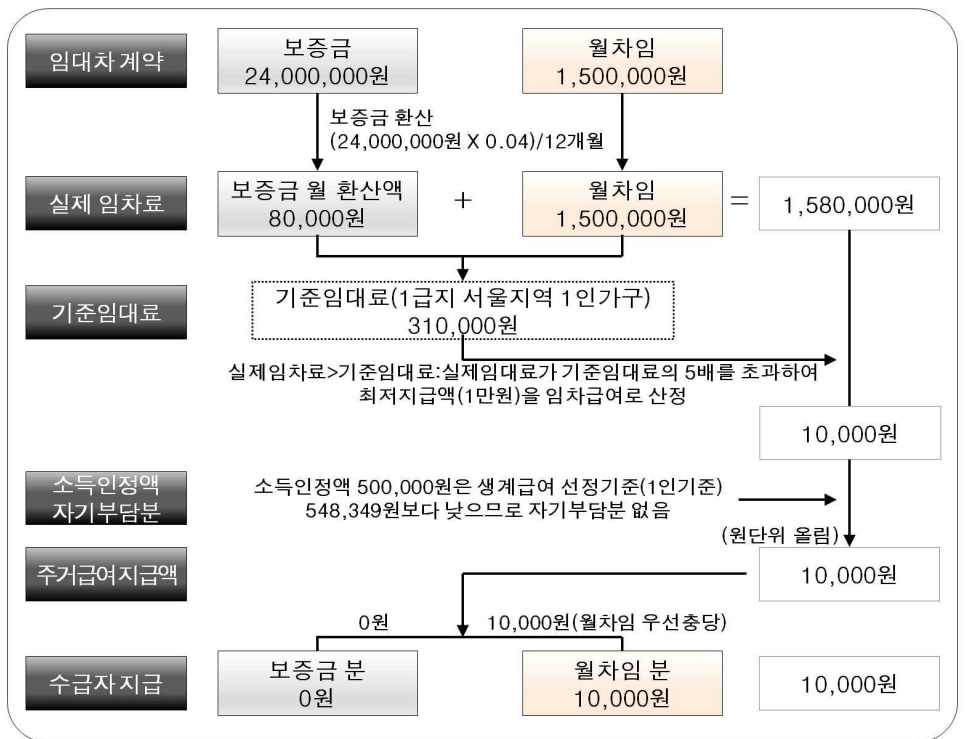 임대차 계약
보증금
24,000,000원
월차임
1,500,000원
보증금 환산
(24,000,000원 X 0.04)/12개월
실제 임차료
보증금 월 환산액
80,000원
+
월차임
1,500,000원
=
1,580,000원
기준임대료
기준임대료(1급지 서울지역 1인가구)
310,000원
실제임차료>기준임대료:실제임대료가 기준임대료의 5배를 초과하여
최저지급액(1만원)을 임차급여로 산정
10,000원
소득인정액
자기부담분
소득인정액 500,000원은 생계급여 선정기준(1인기준)
548,349원보다 낮으므로 자기부담분 없음
(원단위 올림)
주거급여지급액
10,000원
0원
10,000원(월차임 우선충당)
수급자 지급
보증금 분
0원
월차임 분
10,000원
10,000원